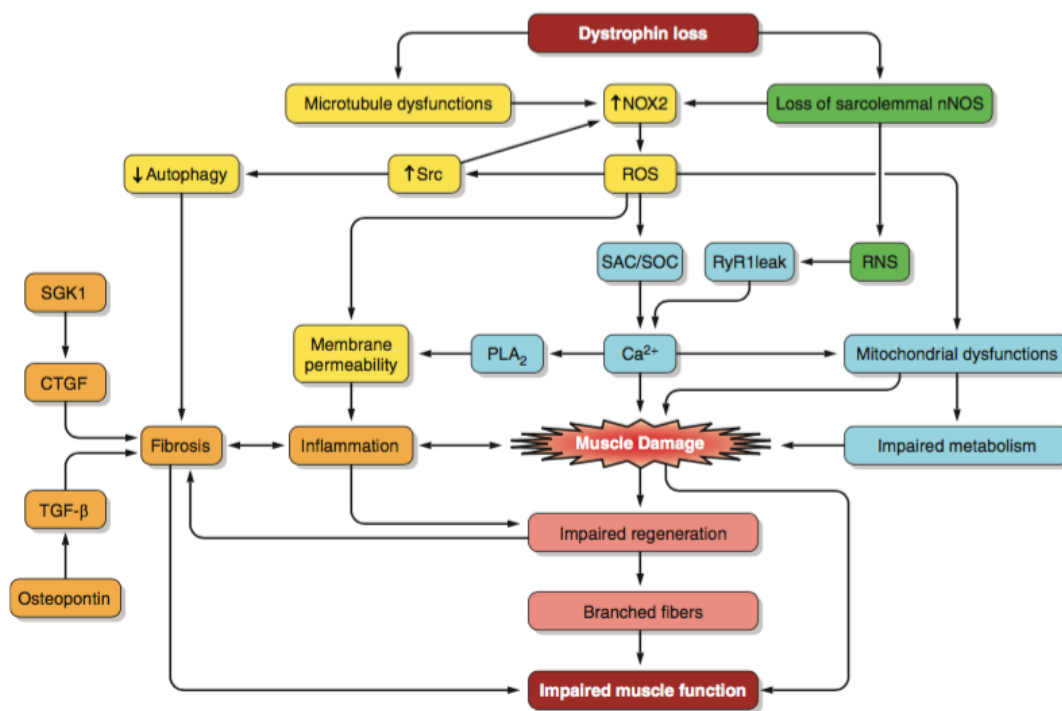 Dystrophin loss
Microtubule dysfunctions
↑NOX2
Loss of sarcolemmal nNOS
↓Autophagy
↑Src
ROS
SAC/SOC
RyR1leak
RNS
SGK1
Membrane
permeability
PLA₂
Ca²⁺
Mitochondrial dysfunctions
CTGF
Fibrosis
Inflammation
Muscle Damage
Impaired metabolism
TGF-β
Impaired regeneration
Osteopontin
Branched fibers
Impaired muscle function